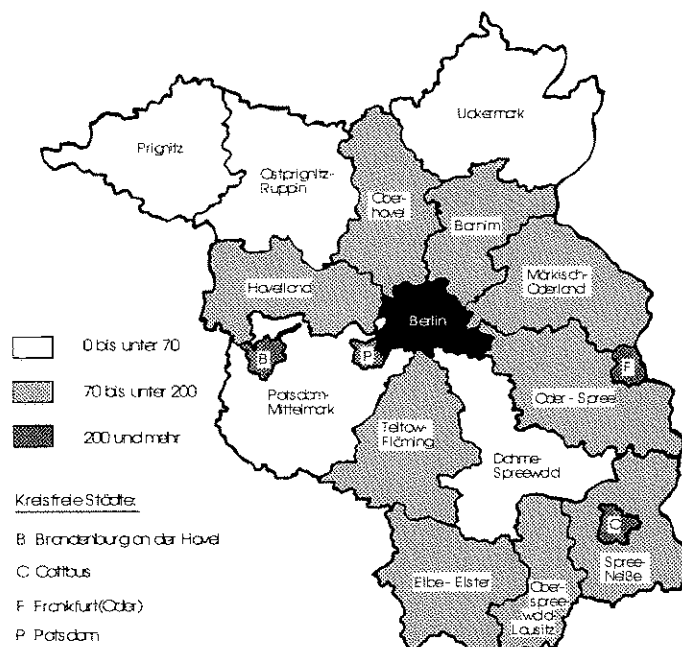 Uckermark
Prignitz
Ostprignitz-
Ruppin
Ober-
havel
Barnim
Märkisch-
Oderland
Havelland
Berlin
0 bis unter 70
B
P
F
70 bis unter 200
Potsdam-
Mittelmark
Oder-Spree
Teltow-
Fläming
200 und mehr
Dahme-
Spreewald
Kreisfreie Städte:
B Brandenburg an der Havel
C
C Cottbus
Spree-
Neiße
Elbe-Elster
Ober-
spree-
wald-
Lausitz
F Frankfurt(Oder)
P Potsdam